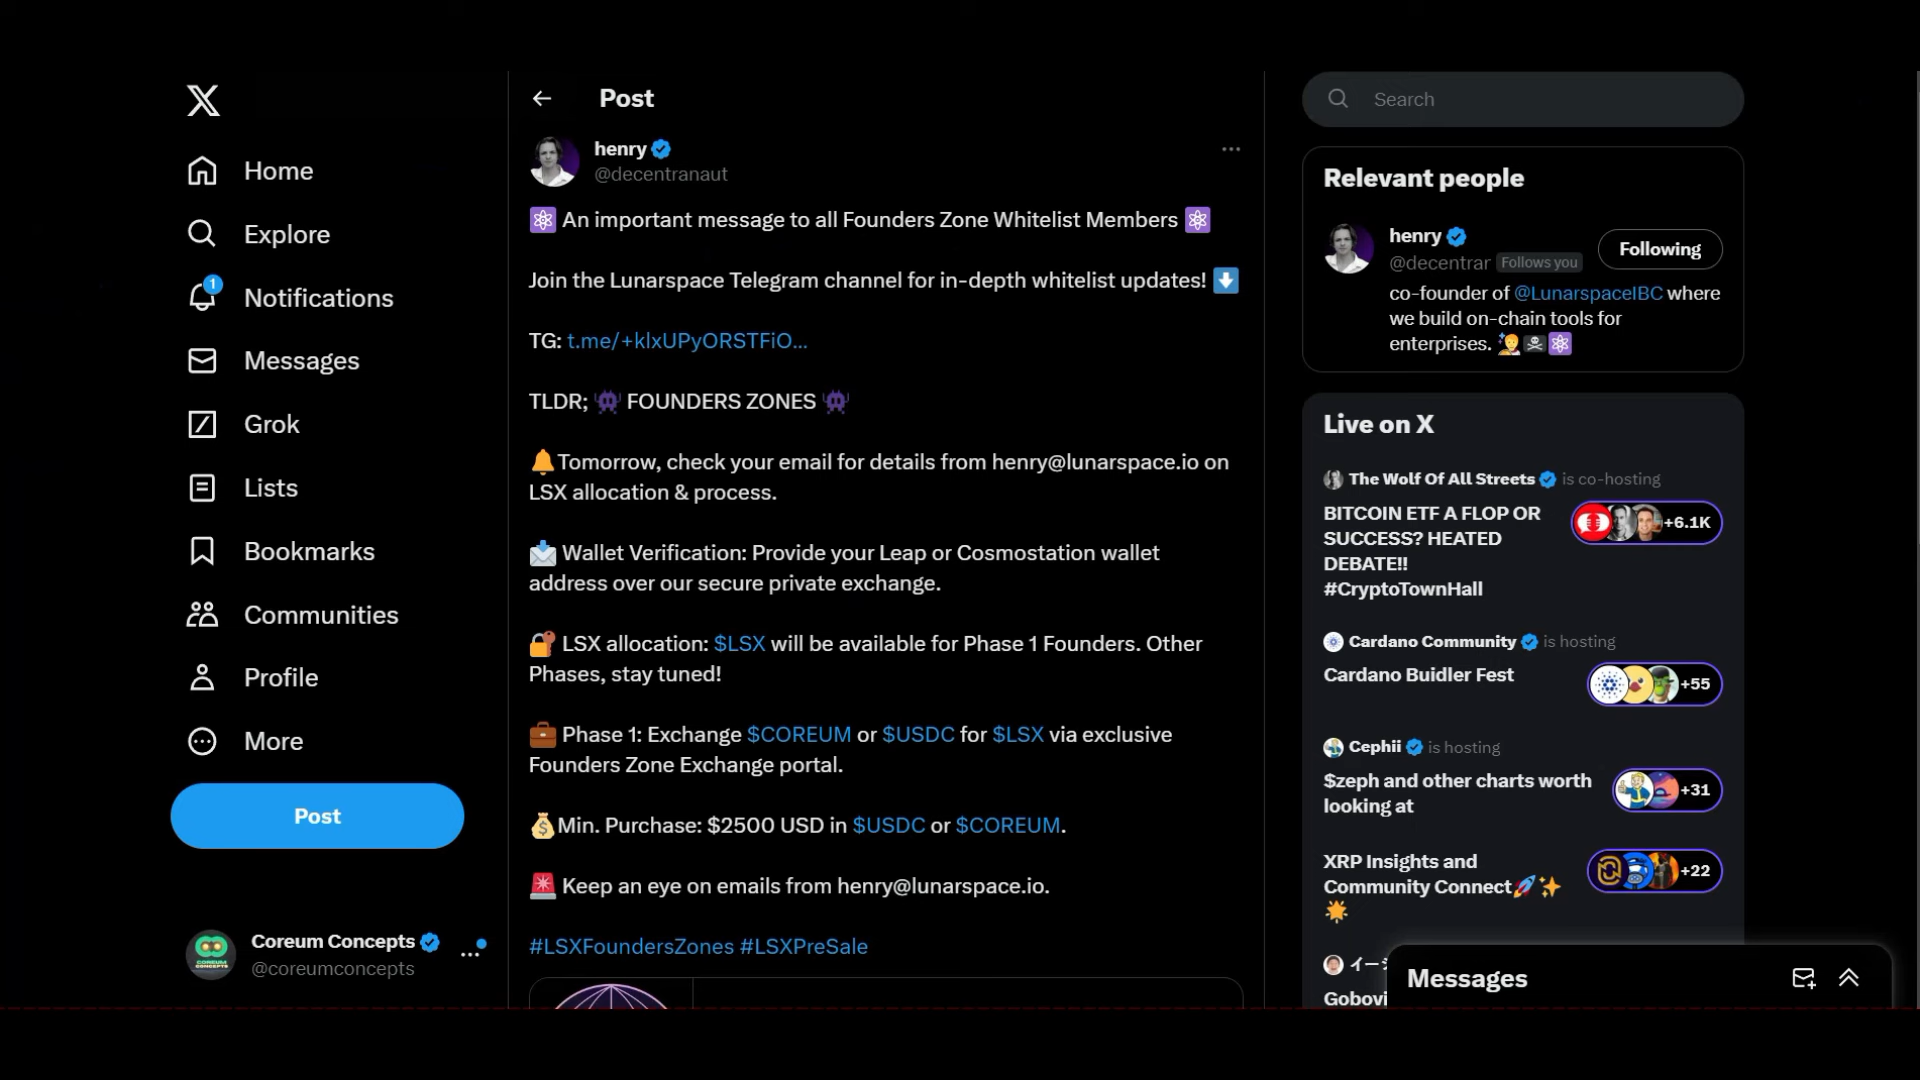 Home
Explore
1
Notifications
Messages
Grok
Lists
Bookmarks
Communities
Profile
More
Post
Coreum Concepts
@coreumconcepts
Post
henry
@decentranaut
An important message to all Founders Zone Whitelist Members
Join the Lunarspace Telegram channel for in-depth whitelist updates!
TG: t.me/+klxUPyORSTFiO...
TLDR; FOUNDERS ZONES
Tomorrow, check your email for details from henry@lunarspace.io on
LSX allocation & process.
Wallet Verification: Provide your Leap or Cosmostation wallet
address over our secure private exchange.
LSX allocation: $LSX will be available for Phase 1 Founders. Other
Phases, stay tuned!
Phase 1: Exchange $COREUM or $USDC for $LSX via exclusive
Founders Zone Exchange portal.
Min. Purchase: $2500 USD in $USDC or $COREUM.
Keep an eye on emails from henry@lunarspace.io.
#LSXFoundersZones #LSXPreSale
Search
Relevant people
henry
@decentrar Follows you
Following
co-founder of @LunarspaceIBC where
we build on-chain tools for
enterprises.
Live on X
The Wolf Of All Streets is co-hosting
BITCOIN ETF A FLOP OR
SUCCESS? HEATED
DEBATE!!
#CryptoTownHall
+6.1K
Cardano Community is hosting
Cardano Buidler Fest
+55
Cephii is hosting
$zeph and other charts worth
looking at
+31
XRP Insights and
Community Connect
+22
イー
Gobovi
Messages